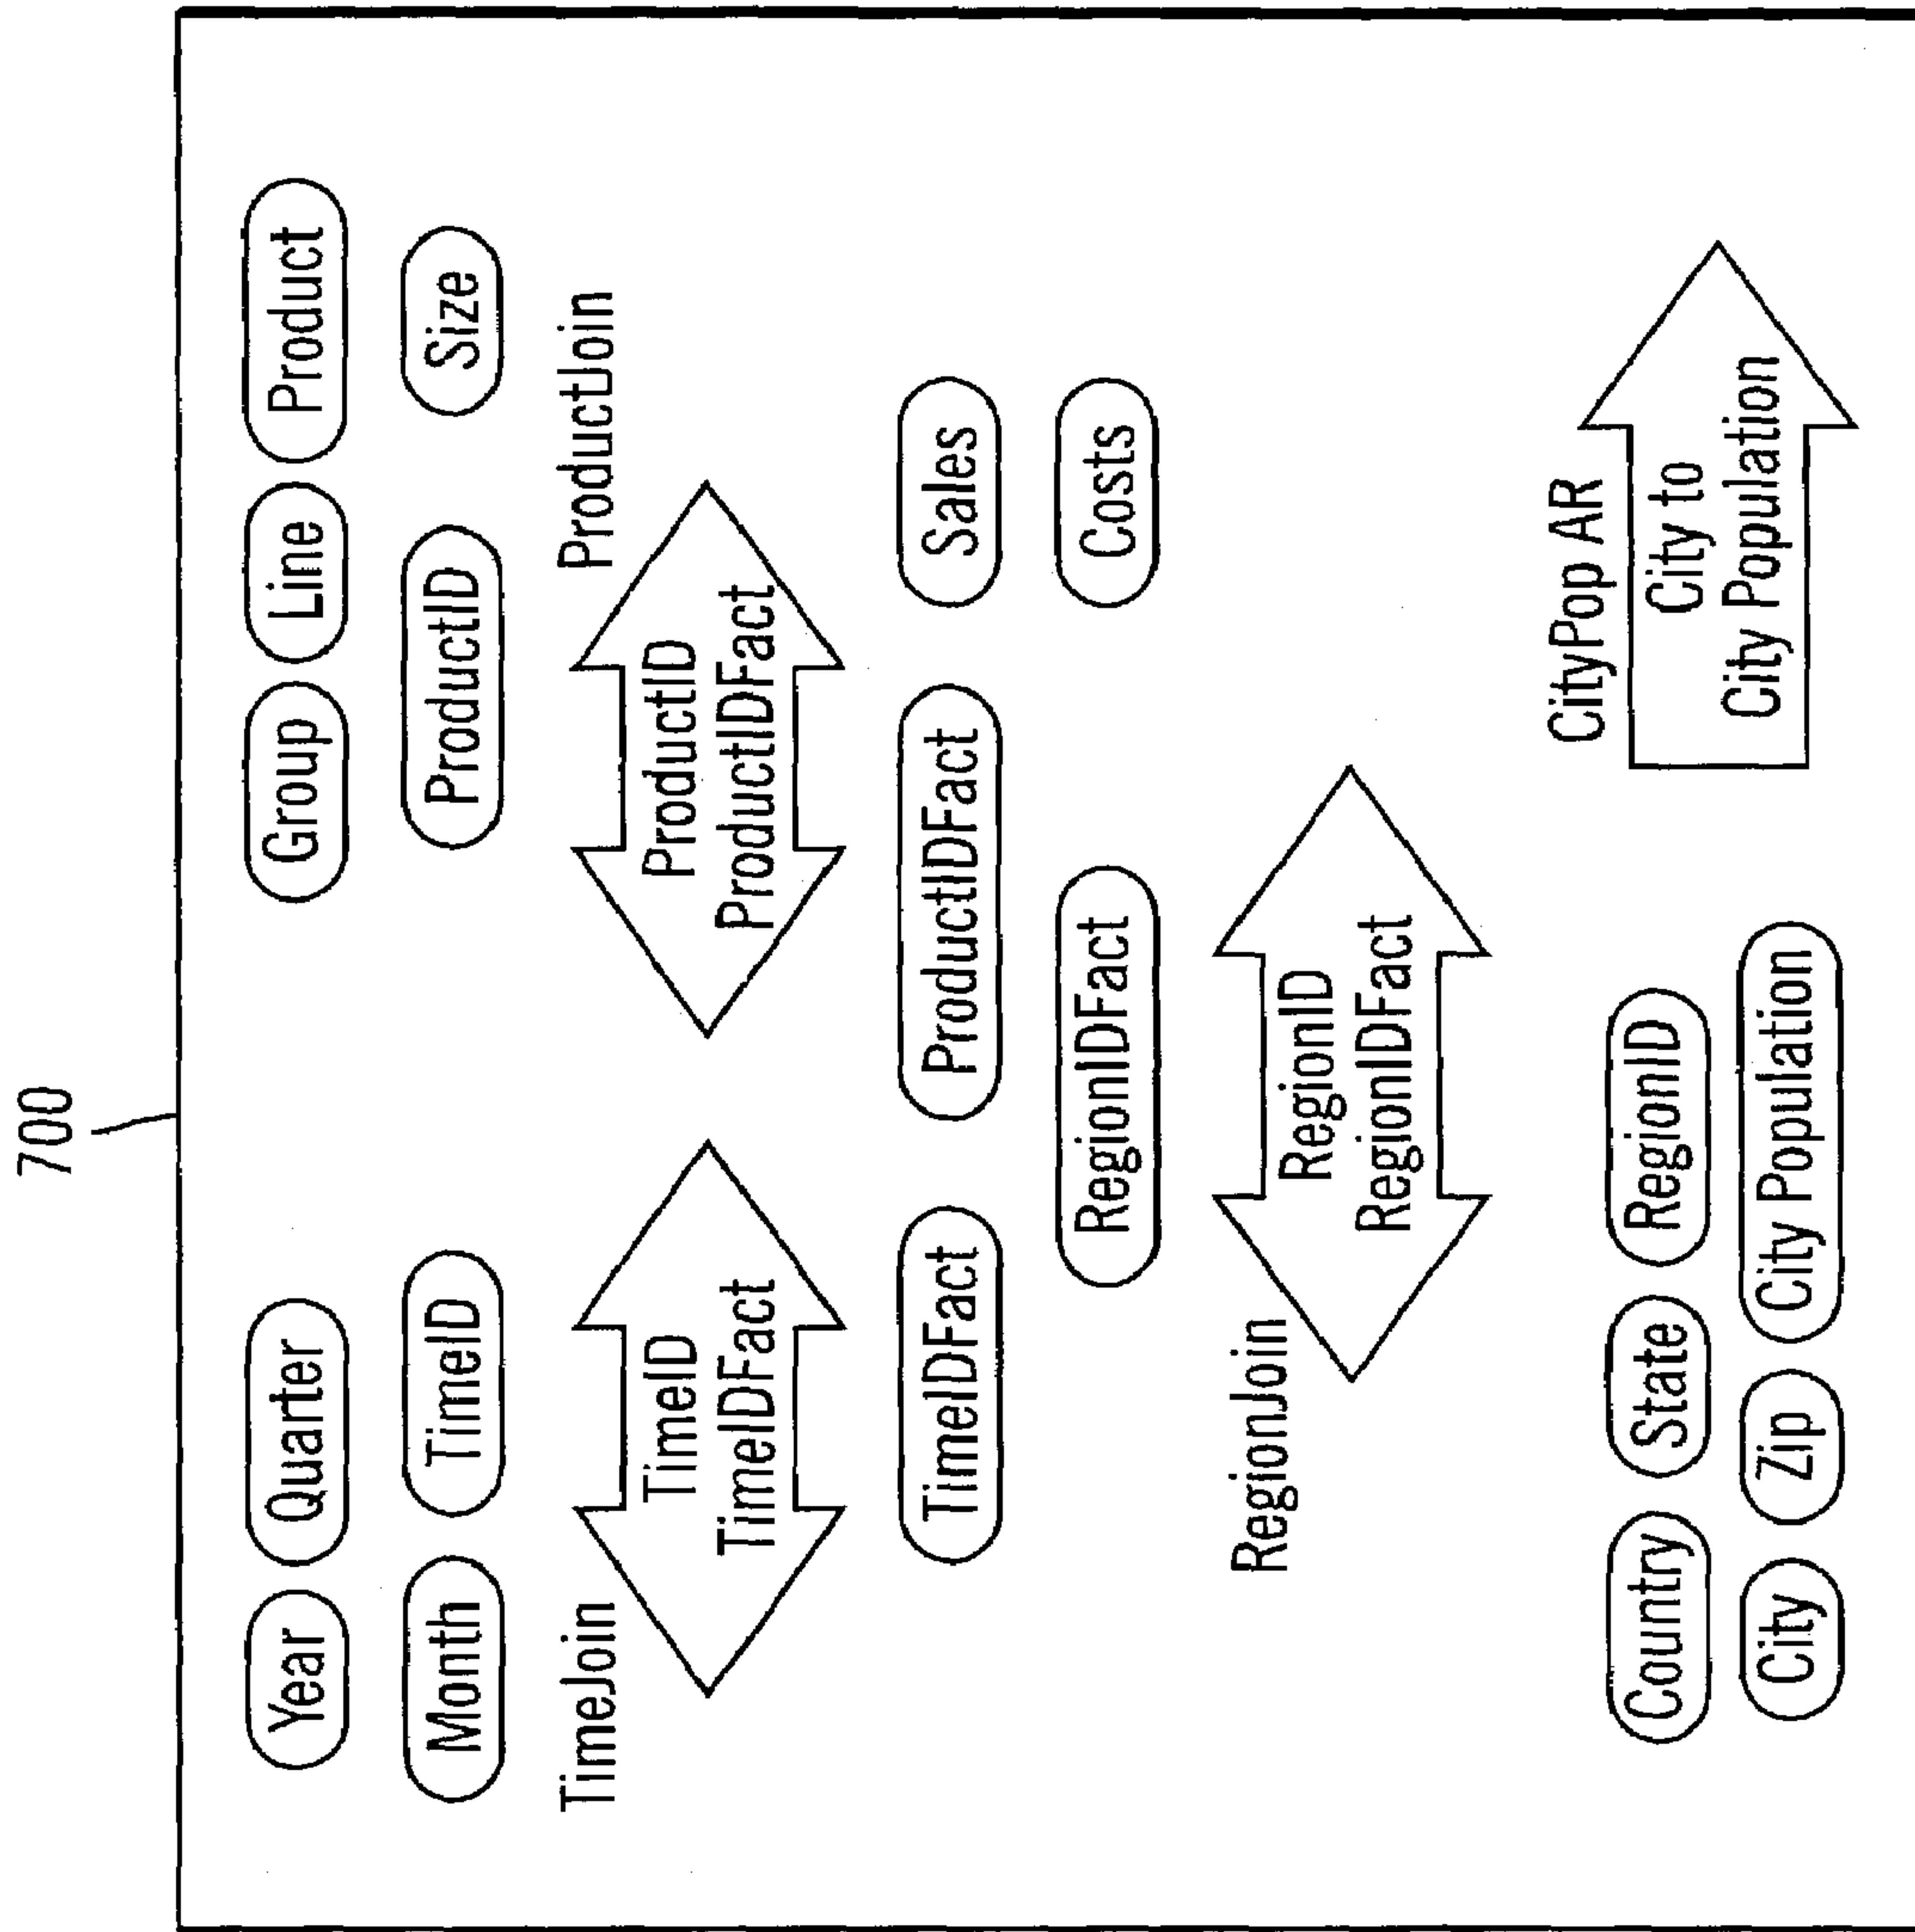 700
Year
Quarter
Group
Line
Product
Month
TimeID
ProductID
Size
TimeJoin
ProductJoin
TimeID
TimeIDFact
ProductID
ProductIDFact
TimeIDFact
ProductIDFact
Sales
RegionIDFact
Costs
RegionJoin
RegionID
RegionIDFact
CityPop AR
City to
City Population
Country
State
RegionID
City
Zip
City Population